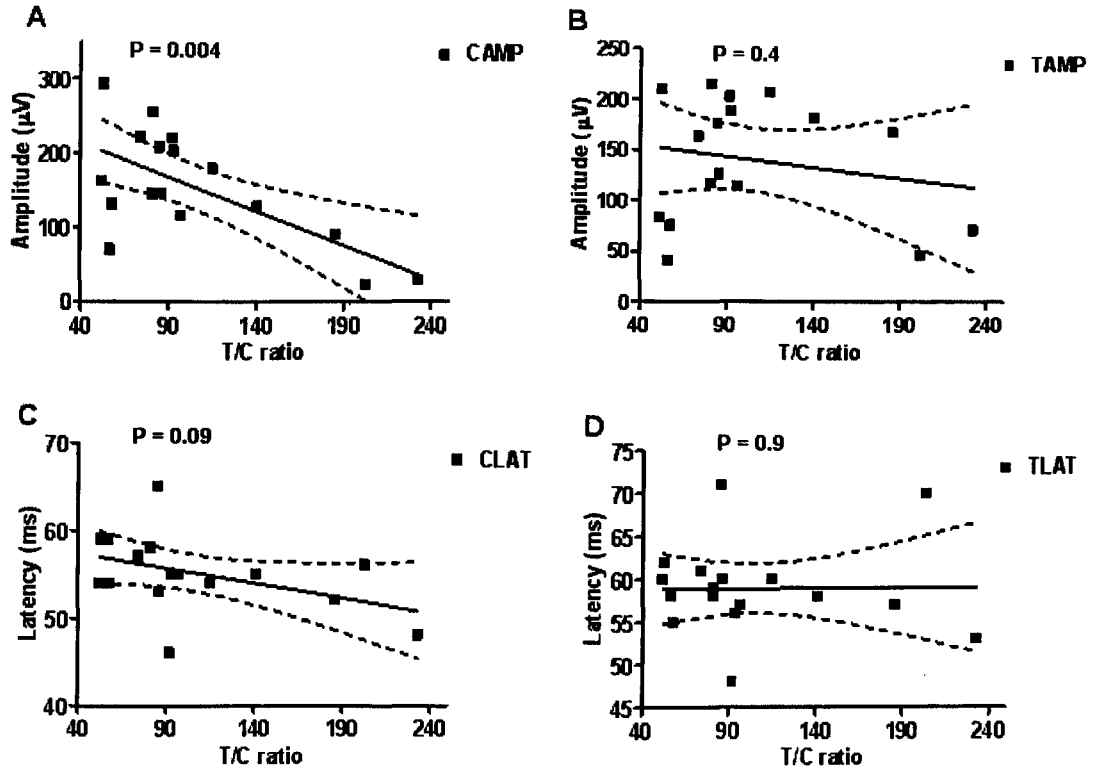 A
P = 0.004
CAMP
Amplitude (µV)
300
200
100
0
40 90 140 190 240
T/C ratio
B
P = 0.4
TAMP
Amplitude (µV)
250
200
150
100
50
0
40 90 140 190 240
T/C ratio
C
P = 0.09
CLAT
Latency (ms)
70
60
50
40
40 90 140 190 240
T/C ratio
D
P = 0.9
TLAT
Latency (ms)
75
70
65
60
55
50
45
40 90 140 190 240
T/C ratio